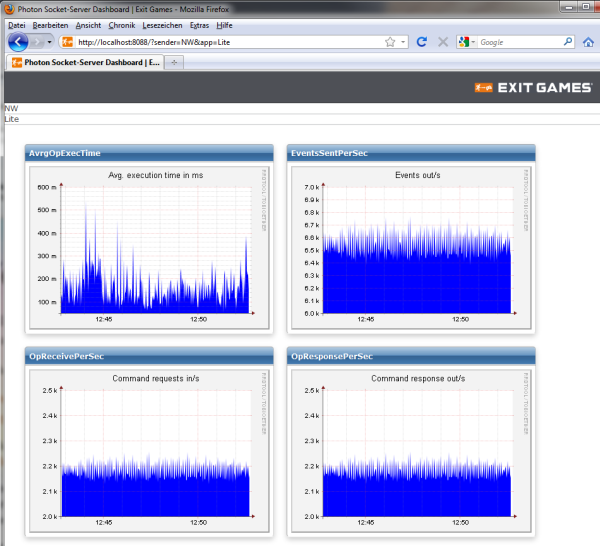 Photon Socket-Server Dashboard | Exit Games - Mozilla Firefox
Datei Bearbeiten Ansicht Chronik Lesezeichen Extras Hilfe
http://localhost:8088/?sender=NW&app=Lite
Google
Photon Socket-Server Dashboard | E...
EXIT GAMES
NW
Lite
AvrgOpExecTime
Avg. execution time in ms
600 m
500 m
400 m
300 m
200 m
100 m
12:45 12:50
RRDTOOL / TOBI OETIKER
EventsSentPerSec
Events out/s
7.0 k
6.9 k
6.8 k
6.7 k
6.6 k
6.5 k
6.4 k
6.3 k
6.2 k
6.1 k
6.0 k
12:45 12:50
RRDTOOL / TOBI OETIKER
OpReceivePerSec
Command requests in/s
2.5 k
2.4 k
2.3 k
2.2 k
2.1 k
2.0 k
12:45 12:50
RRDTOOL / TOBI OETIKER
OpResponsePerSec
Command response out/s
2.5 k
2.4 k
2.3 k
2.2 k
2.1 k
2.0 k
12:45 12:50
RRDTOOL / TOBI OETIKER